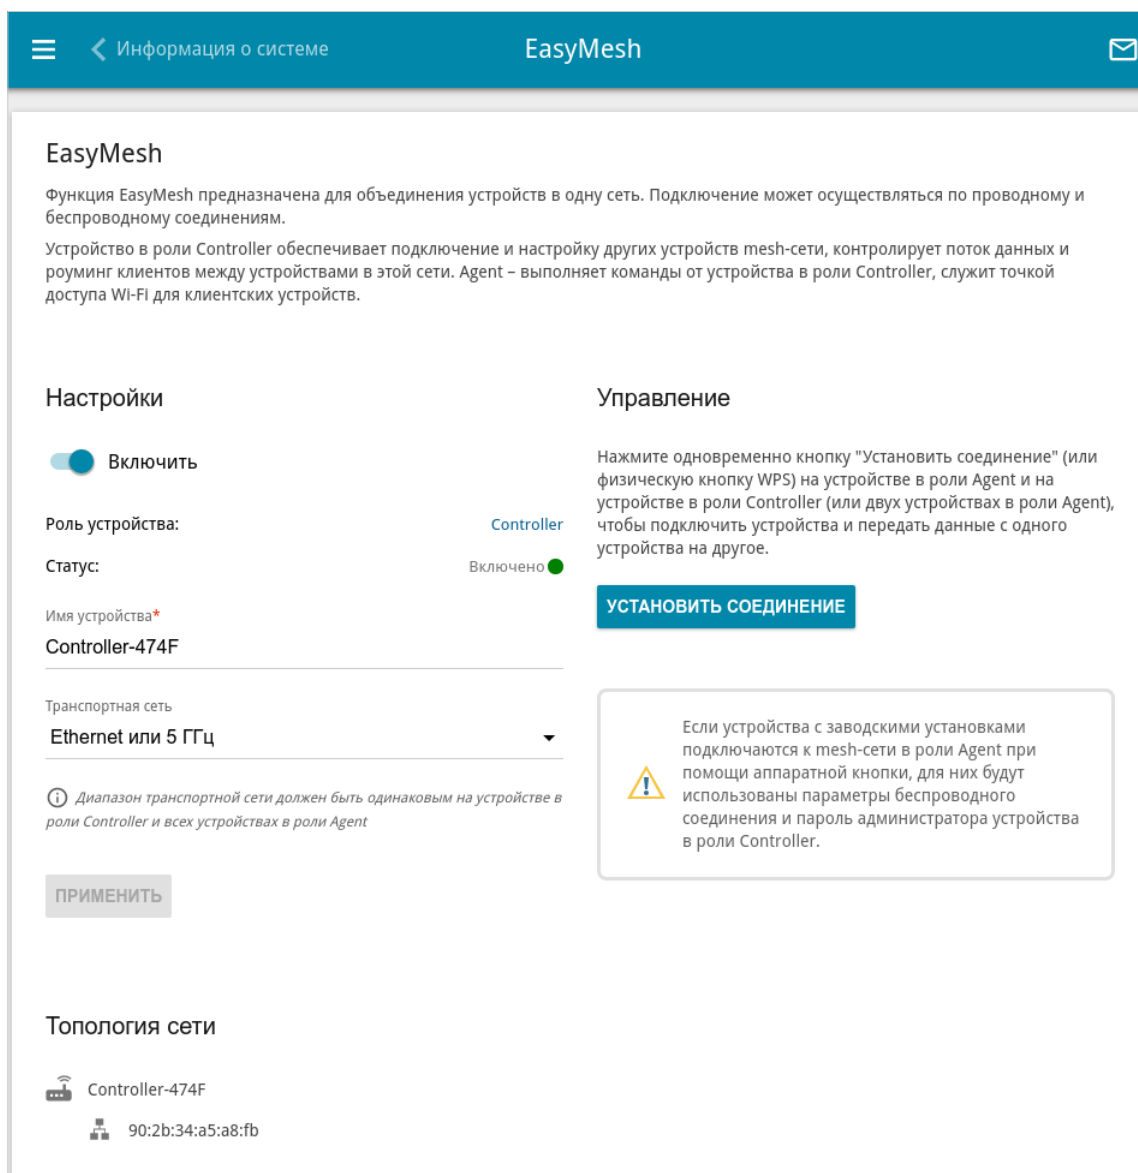 Информация о системе
EasyMesh
EasyMesh
Функция EasyMesh предназначена для объединения устройств в одну сеть. Подключение может осуществляться по проводному и
беспроводному соединениям.
Устройство в роли Controller обеспечивает подключение и настройку других устройств mesh-сети, контролирует поток данных и
роуминг клиентов между устройствами в этой сети. Agent – выполняет команды от устройства в роли Controller, служит точкой
доступа Wi-Fi для клиентских устройств.
Настройки
Включить
Роль устройства:
Controller
Статус:
Включено
Имя устройства*
Controller-474F
Транспортная сеть
Ethernet или 5 ГГц
Диапазон транспортной сети должен быть одинаковым на устройстве в
роли Controller и всех устройствах в роли Agent
ПРИМЕНИТЬ
Управление
Нажмите одновременно кнопку "Установить соединение" (или
физическую кнопку WPS) на устройстве в роли Agent и на
устройстве в роли Controller (или двух устройствах в роли Agent),
чтобы подключить устройства и передать данные с одного
устройства на другое.
УСТАНОВИТЬ СОЕДИНЕНИЕ
Если устройства с заводскими установками
подключаются к mesh-сети в роли Agent при
помощи аппаратной кнопки, для них будут
использованы параметры беспроводного
соединения и пароль администратора устройства
в роли Controller.
Топология сети
Controller-474F
90:2b:34:a5:a8:fb